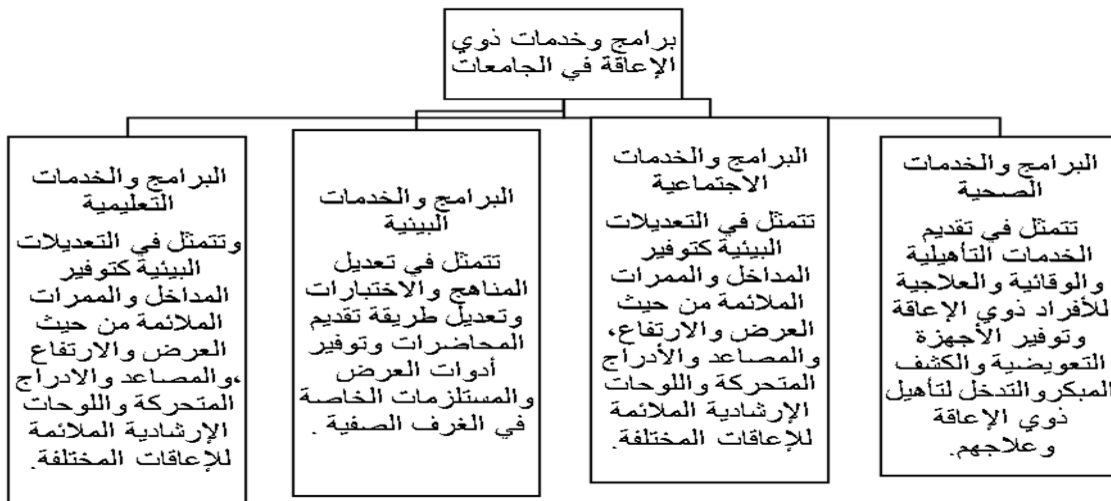 برامج وخدمات ذوي
الإعاقة في الجامعات
البرامج والخدمات
الصحية
تتمثل في تقديم
الخدمات التأهيلية
والوقائية والعلاجية
للأفراد ذوي الإعاقة
وتوفير الأجهزة
التعويضية والكشف
المبكروالتدخل لتأهيل
ذوي الإعاقة
وعلاجهم.
البرامج والخدمات
الاجتماعية
تتمثل في التعديلات
البيئية كتوفير
المداخل والممرات
الملائمة من حيث
العرض والارتفاع،
والمصاعد والأدراج
المتحركة واللوحات
الإرشادية الملائمة
للإعاقات المختلفة.
البرامج والخدمات
البيئية
تتمثل في تعديل
المناهج والاختبارات
وتعديل طريقة تقديم
المحاضرات وتوفير
أدوات العرض
والمستلزمات الخاصة
في الغرف الصفية .
البرامج والخدمات
التعليمية
وتتمثل في التعديلات
البيئية كتوفير
المداخل والممرات
الملائمة من حيث
العرض والارتفاع
،والمصاعد والادراج
المتحركة واللوحات
الإرشادية الملائمة
للإعاقات المختلفة.